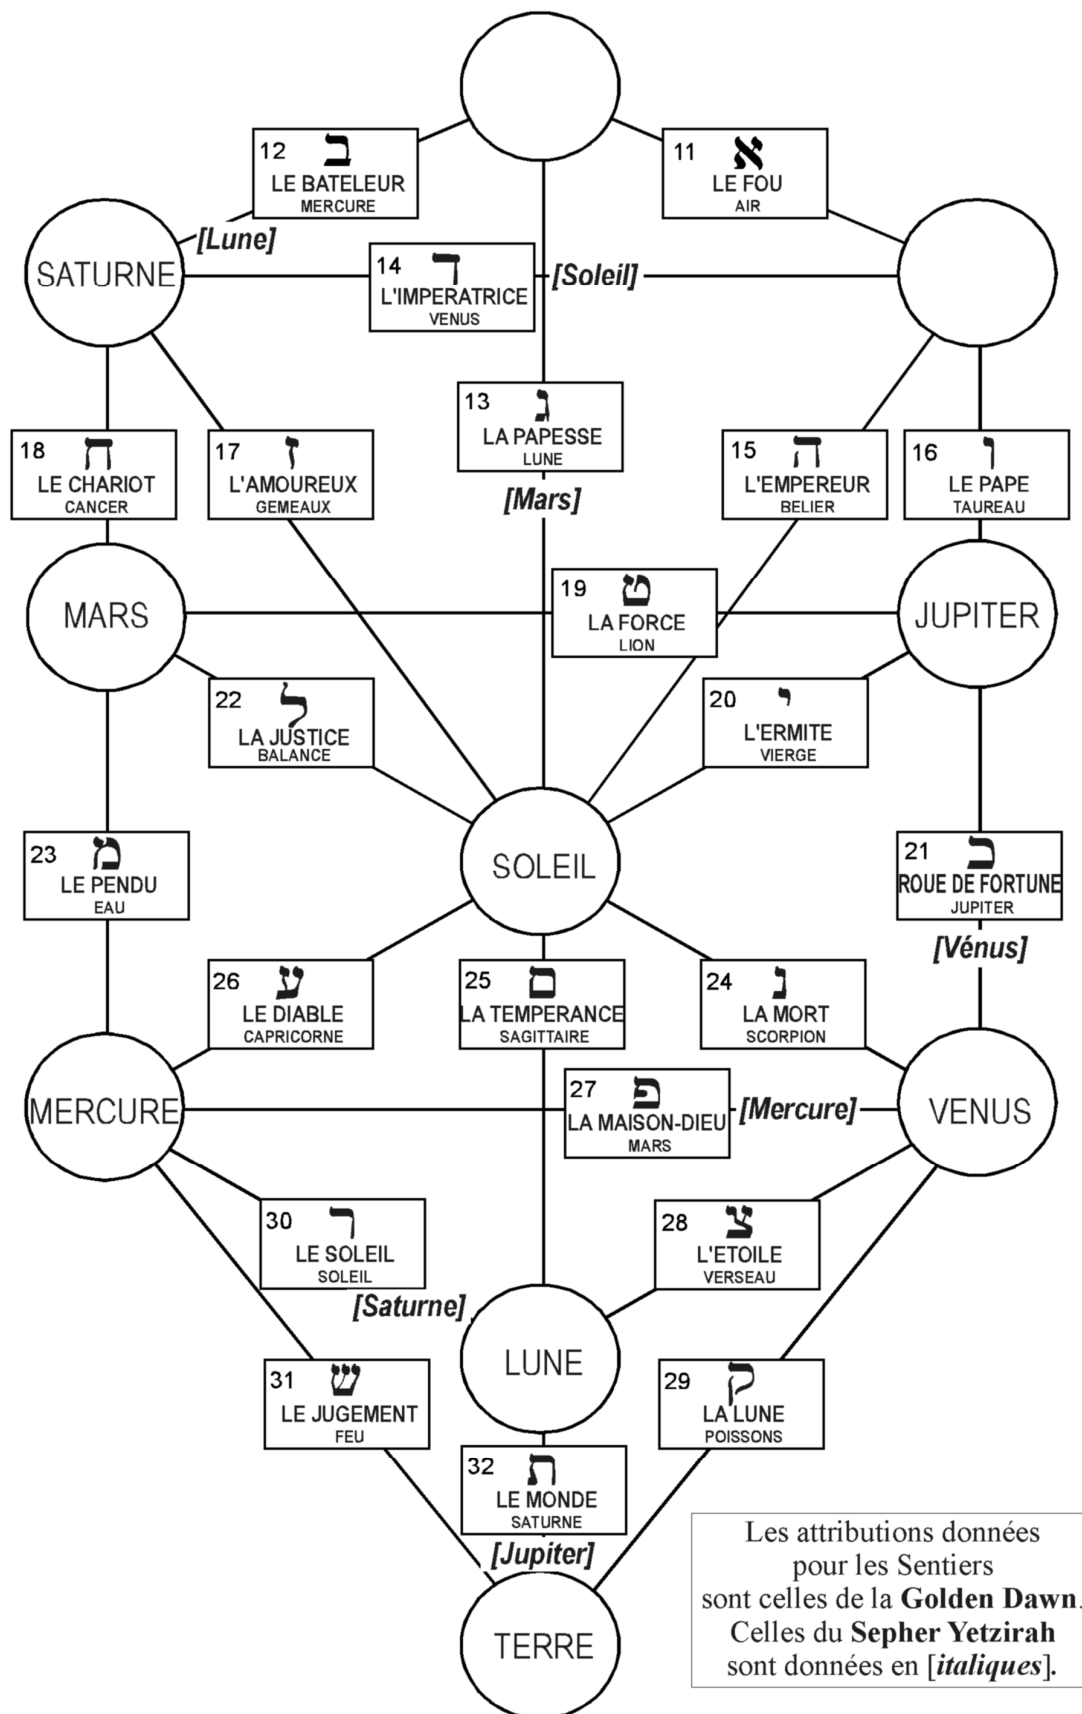 12 ב
LE BATELEUR
MERCURE
11 א
LE FOU
AIR
[Lune]
SATURNE
14 ד
L'IMPERATRICE
VENUS
[Soleil]
13 ג
LA PAPESSE
LUNE
[Mars]
18 ח
LE CHARIOT
CANCER
17 ז
L'AMOUREUX
GEMEAUX
15 ה
L'EMPEREUR
BELIER
16 ו
LE PAPE
TAUREAU
MARS
19 ט
LA FORCE
LION
JUPITER
22 ל
LA JUSTICE
BALANCE
20 י
L'ERMITE
VIERGE
23 מ
LE PENDU
EAU
SOLEIL
21 כ
ROUE DE FORTUNE
JUPITER
[Vénus]
26 ע
LE DIABLE
CAPRICORNE
25 ם
LA TEMPERANCE
SAGITTAIRE
24 נ
LA MORT
SCORPION
MERCURE
27 פ
LA MAISON-DIEU
MARS
[Mercure]
VENUS
30 ר
LE SOLEIL
SOLEIL
28 צ
L'ETOILE
VERSEAU
[Saturne]
LUNE
31 ש
LE JUGEMENT
FEU
29 ק
LA LUNE
POISSONS
32 ת
LE MONDE
SATURNE
[Jupiter]
TERRE
Les attributions données
pour les Sentiers
sont celles de la Golden Dawn.
Celles du Sepher Yetzirah
sont données en [italiques].